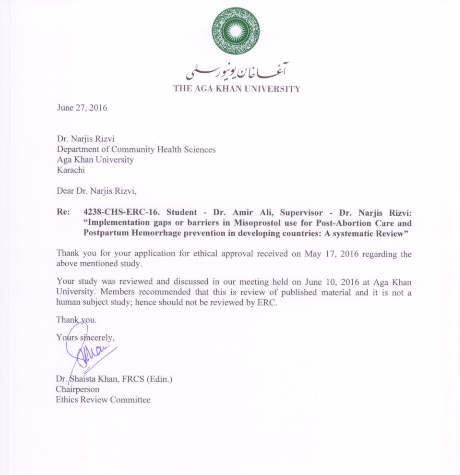 آغا خان یونیورسٹی
THE AGA KHAN UNIVERSITY
June 27, 2016
Dr. Narjis Rizvi
Department of Community Health Sciences
Aga Khan University
Karachi
Dear Dr. Narjis Rizvi,
Re: 4238-CHS-ERC-16. Student - Dr. Amir Ali, Supervisor - Dr. Narjis Rizvi:
“Implementation gaps or barriers in Misoprostol use for Post-Abortion Care and
Postpartum Hemorrhage prevention in developing countries: A systematic Review”
Thank you for your application for ethical approval received on May 17, 2016 regarding the
above mentioned study.
Your study was reviewed and discussed in our meeting held on June 10, 2016 at Aga Khan
University. Members recommended that this is review of published material and it is not a
human subject study; hence should not be reviewed by ERC.
Thank you.
Yours sincerely,
Dr. Shaista Khan, FRCS (Edin.)
Chairperson
Ethics Review Committee